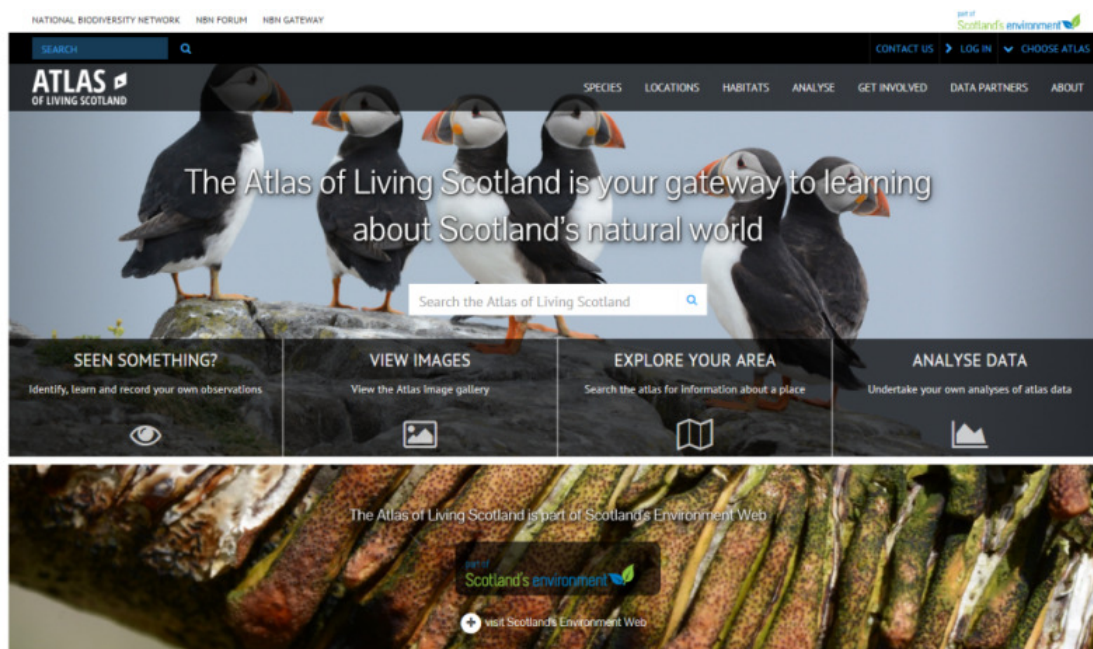 NATIONAL BIODIVERSITY NETWORK NBN FORUM NBN GATEWAY
part of
Scotland's environment
SEARCH CONTACT US LOG IN CHOOSE ATLAS
ATLAS
OF LIVING SCOTLAND
SPECIES LOCATIONS HABITATS ANALYSE GET INVOLVED DATA PARTNERS ABOUT
The Atlas of Living Scotland is your gateway to learning
about Scotland's natural world
Search the Atlas of Living Scotland
SEEN SOMETHING? VIEW IMAGES EXPLORE YOUR AREA ANALYSE DATA
Identify, learn and record your own observations View the Atlas image gallery Search the atlas for information about a place Undertake your own analyses of atlas data
The Atlas of Living Scotland is part of Scotland's Environment Web
part of
Scotland's environment
visit Scotland's Environment Web